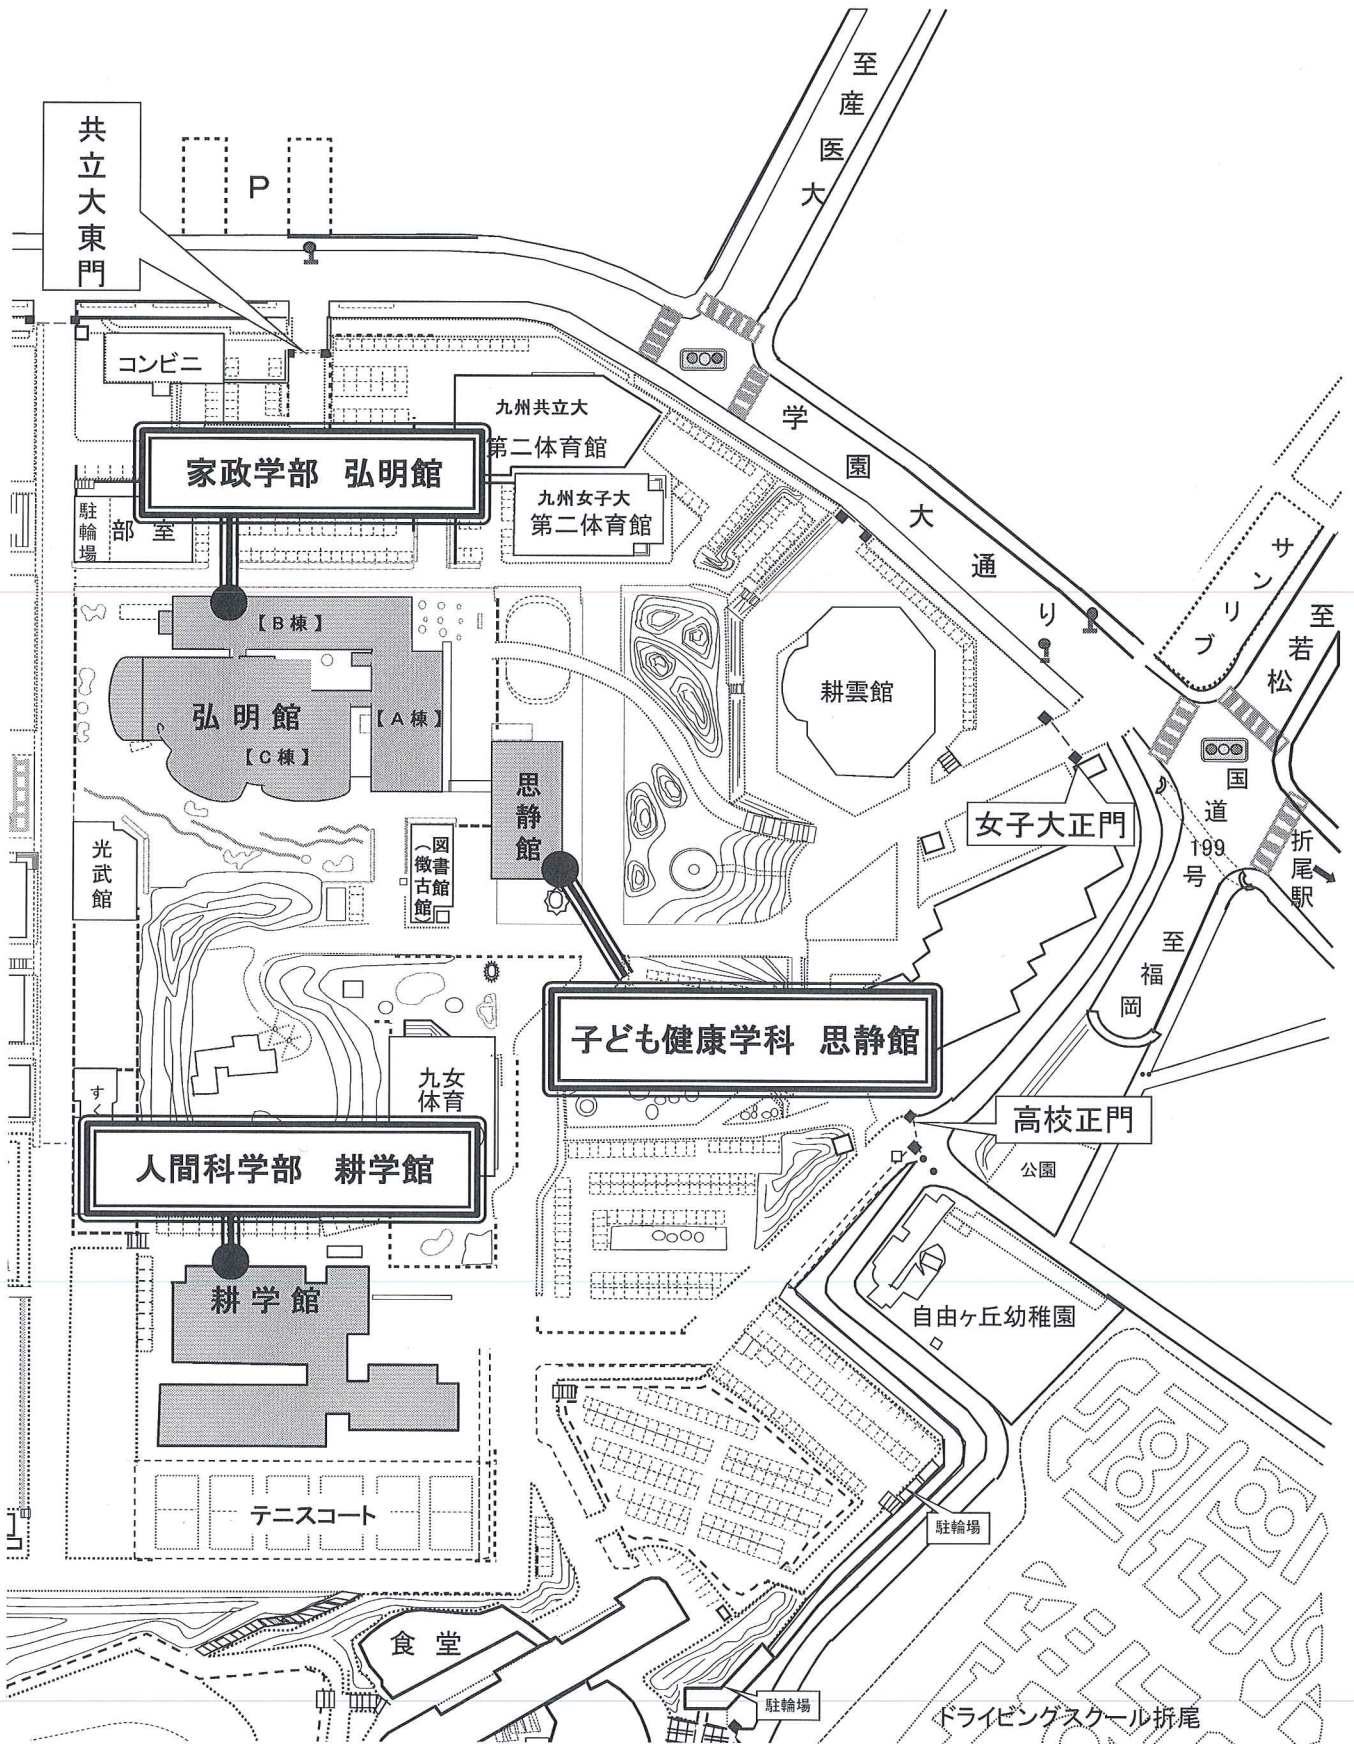 至産医大
共立大東門
P
コンビニ
九州共立大
第二体育館
学園大通り
家政学部 弘明館
九州女子大
第二体育館
駐輪場
部室
サンリブ
至若松
【B棟】
弘明館
【A棟】
【C棟】
耕雲館
思静館
女子大正門
国道199号
折尾駅
光武館
図書館
(徴古館)
至福岡
子ども健康学科 思静館
九女
体育
す
高校正門
公園
人間科学部 耕学館
耕学館
自由ヶ丘幼稚園
テニスコート
駐輪場
食堂
駐輪場
ドライビングスクール折尾